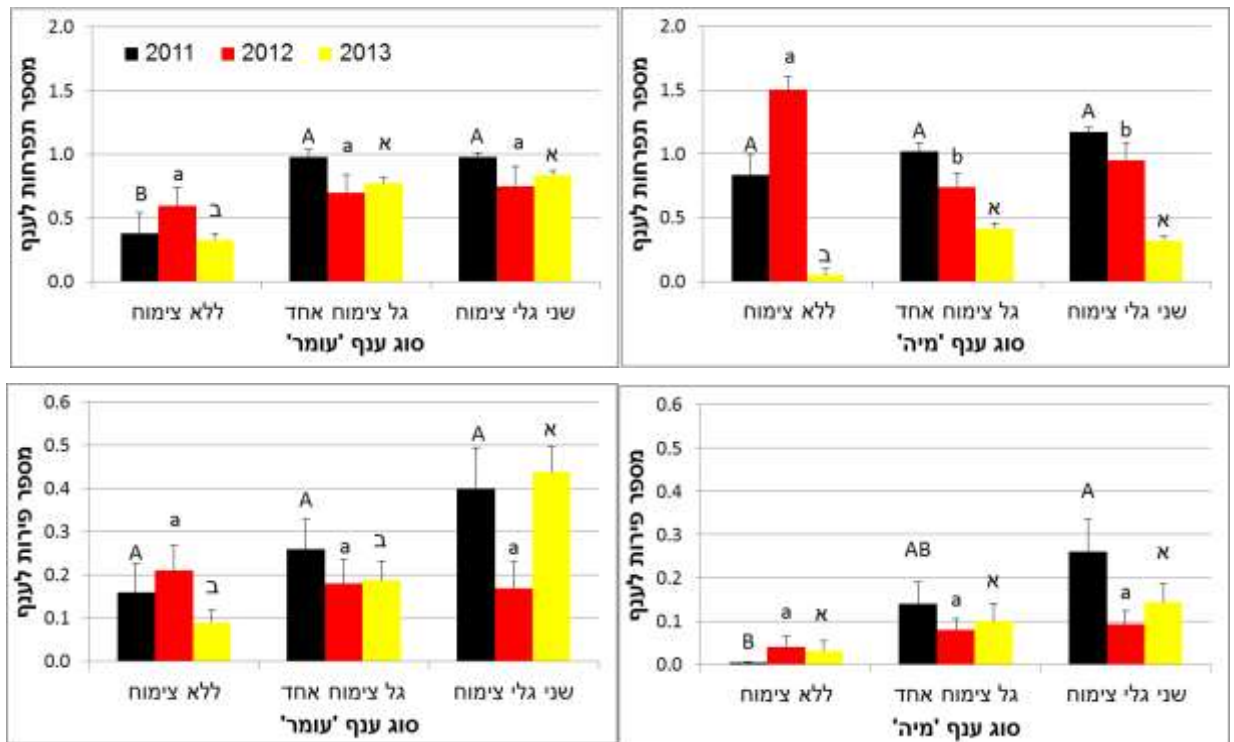 מספר תפרחות לענף
2.0
1.5
1.0
0.5
0.0
2011 2012 2013
B a ב
A a א
A a א
ללא צימוח גל צימוח אחד שני גלי צימוח
סוג ענף 'עומר'
מספר תפרחות לענף
2.0
1.5
1.0
0.5
0.0
A a ב
A b א
A b א
ללא צימוח גל צימוח אחד שני גלי צימוח
סוג ענף 'מיה'
מספר פירות לענף
0.6
0.5
0.4
0.3
0.2
0.1
0.0
A a ב
A a ב
A a א
ללא צימוח גל צימוח אחד שני גלי צימוח
סוג ענף 'עומר'
מספר פירות לענף
0.6
0.5
0.4
0.3
0.2
0.1
0.0
B a א
AB a א
A a א
ללא צימוח גל צימוח אחד שני גלי צימוח
סוג ענף 'מיה'